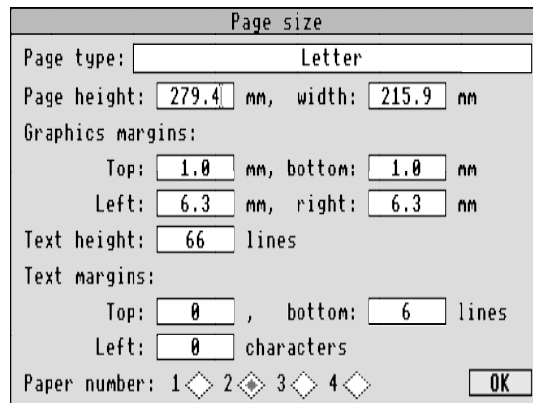 Page size
Page type: Letter
Page height: 279.4 mm, width: 215.9 mm
Graphics margins:
Top: 1.0 mm, bottom: 1.0 mm
Left: 6.3 mm, right: 6.3 mm
Text height: 66 lines
Text margins:
Top: 0 , bottom: 6 lines
Left: 0 characters
Paper number: 1 2 3 4 OK